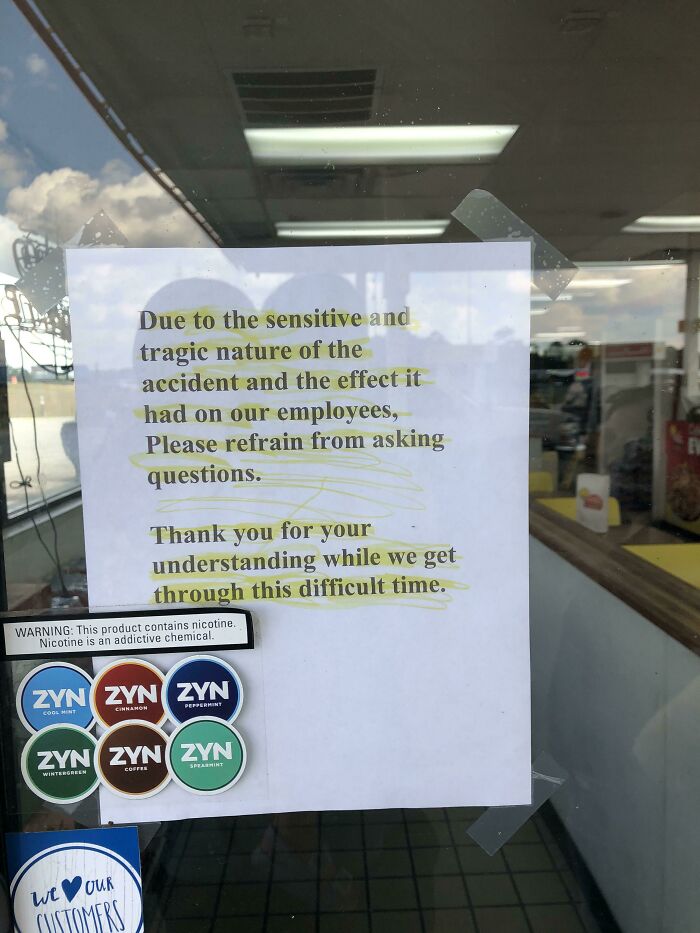 Due to the sensitive and
tragic nature of the
accident and the effect it
had on our employees,
Please refrain from asking
questions.
Thank you for your
understanding while we get
through this difficult time.
WARNING: This product contains nicotine.
Nicotine is an addictive chemical.
ZYN
COOL MINT
ZYN
CINNAMON
ZYN
PEPPERMINT
ZYN
WINTERGREEN
ZYN
COFFEE
ZYN
SPEARMINT
we our
CUSTOMERS